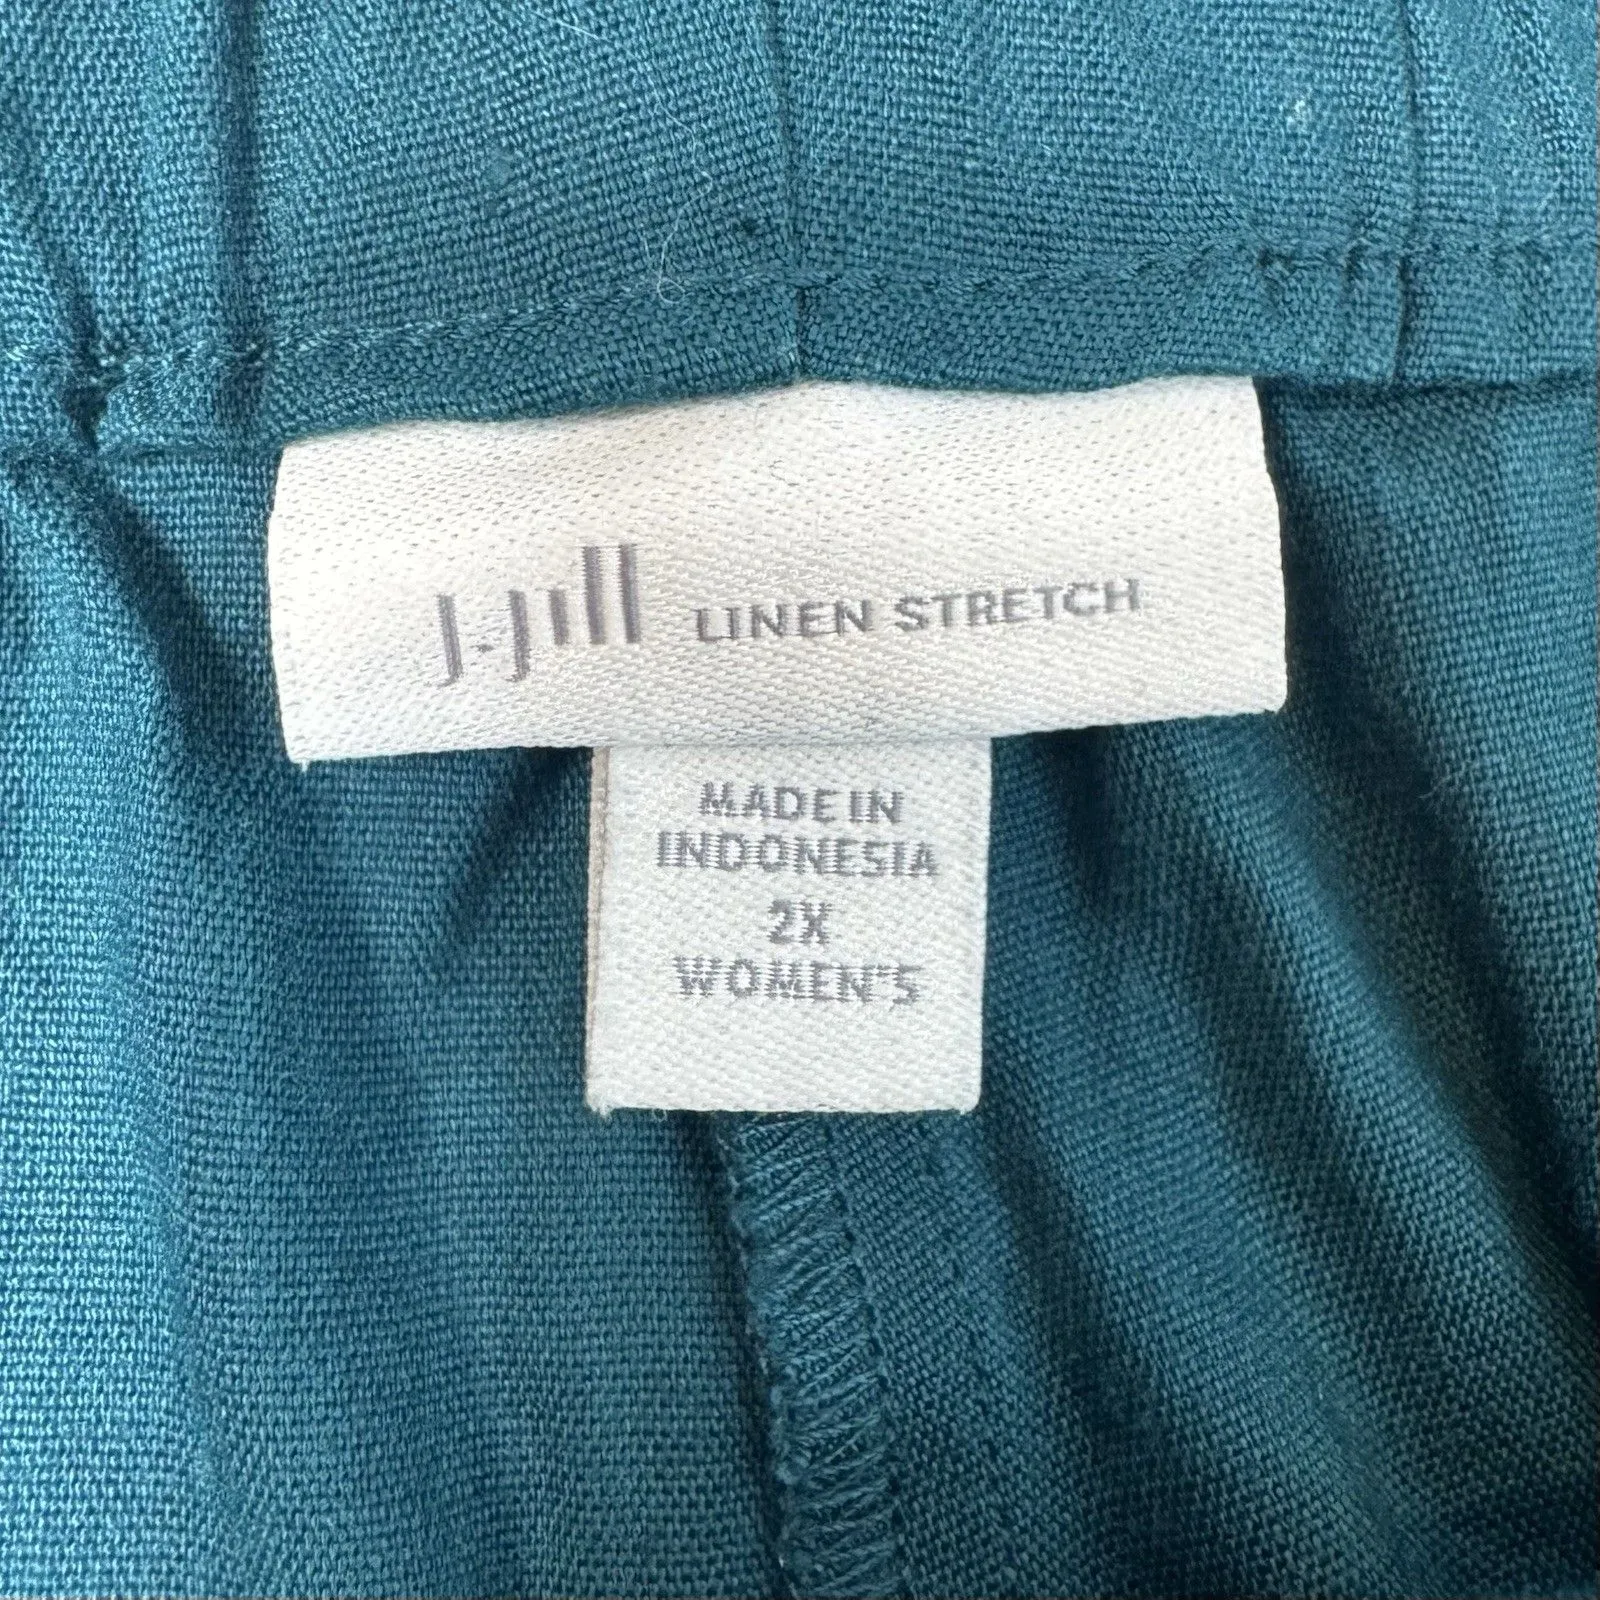 J.Jill LINEN STRETCH
MADE IN
INDONESIA
2X
WOMEN'S